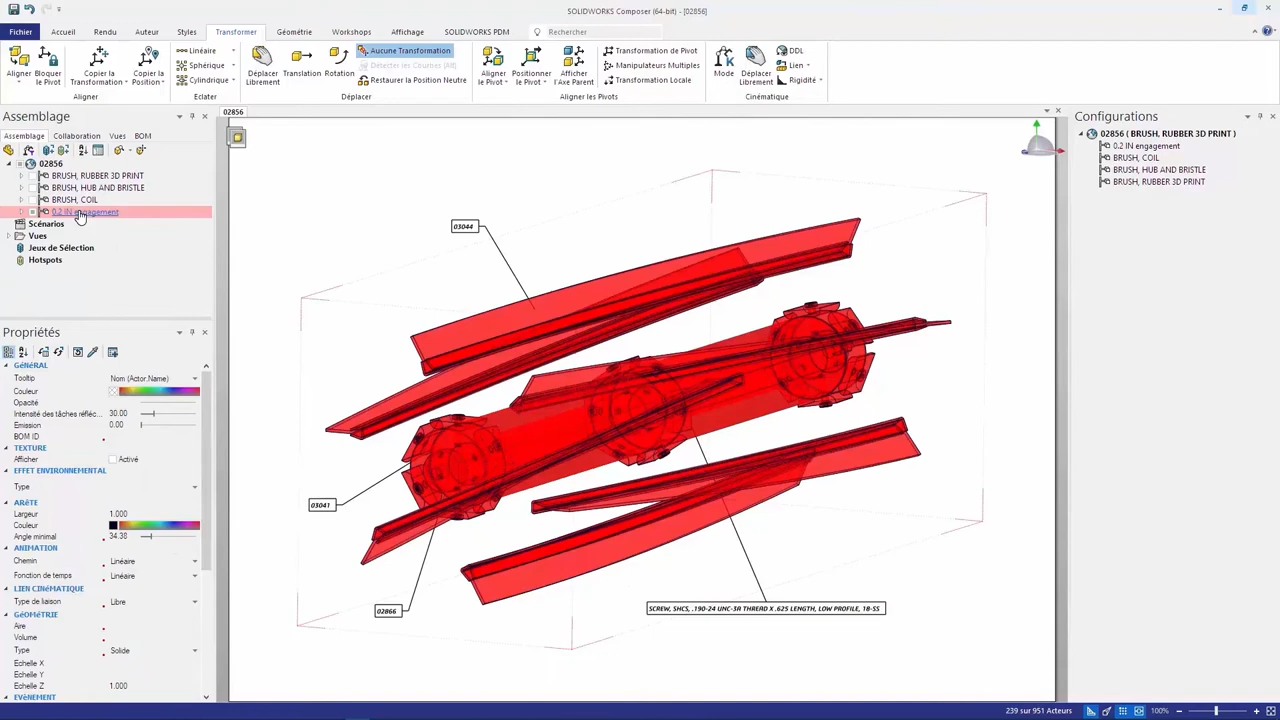 SOLIDWORKS Composer (64-bit) - [02856]
Fichier Accueil Rendu Auteur Styles Transformer Géométrie Workshops Affichage SOLIDWORKS PDM Rechercher
Aligner
Bloquer le Pivot
Copier la Transformation
Copier la Position
Aligner
Linéaire
Sphérique
Cylindrique
Eclater
Déplacer Librement
Translation
Rotation
Aucune Transformation
Détecter les Courbes (Alt)
Restaurer la Position Neutre
Déplacer
Aligner le Pivot
Positionner le Pivot
Afficher l'Axe Parent
Transformation de Pivot
Manipulateurs Multiples
Transformation Locale
Aligner les Pivots
Mode
Déplacer Librement
DDL
Lien
Rigidité
Cinématique
Assemblage
Assemblage Collaboration Vues BOM
02856
BRUSH, RUBBER 3D PRINT
BRUSH, HUB AND BRISTLE
BRUSH, COIL
0.2 IN engagement
Scénarios
Vues
Jeux de Sélection
Hotspots
Propriétés
GéNéRAL
Tooltip Nom (Actor.Name)
Couleur
Opacité
Intensité des tâches réfléc... 30.00
Emission 0.00
BOM ID
TEXTURE
Afficher Activé
EFFET ENVIRONNEMENTAL
Type
ARêTE
Largeur 1.000
Couleur
Angle minimal 34.38
ANIMATION
Chemin Linéaire
Fonction de temps Linéaire
LIEN CINéMATIQUE
Type de liaison Libre
GéOMéTRIE
Aire
Volume
Type Solide
Echelle X
Echelle Y
Echelle Z 1.000
EVèNEMENT
02856
03044
03041
02866
SCREW, SHCS, .190-24 UNC-3A THREAD X .625 LENGTH, LOW PROFILE, 18-SS
Configurations
02856 ( BRUSH, RUBBER 3D PRINT )
0.2 IN engagement
BRUSH, COIL
BRUSH, HUB AND BRISTLE
BRUSH, RUBBER 3D PRINT
239 sur 951 Acteurs 100%